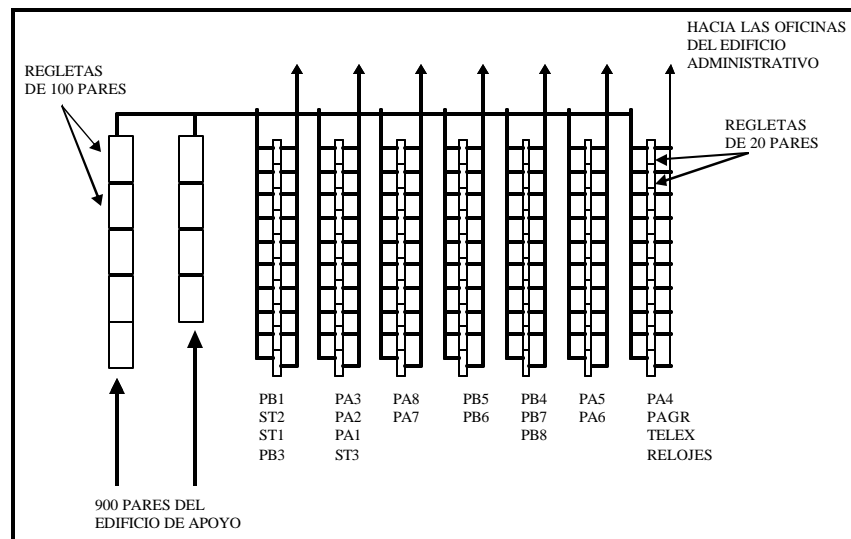 HACIA LAS OFICINAS
DEL EDIFICIO
ADMINISTRATIVO
REGLETAS
DE 100 PARES
REGLETAS
DE 20 PARES
PB1
ST2
ST1
PB3
PA3
PA2
PA1
ST3
PA8
PA7
PB5
PB6
PB4
PB7
PB8
PA5
PA6
PA4
PAGR
TELEX
RELOJES
900 PARES DEL
EDIFICIO DE APOYO